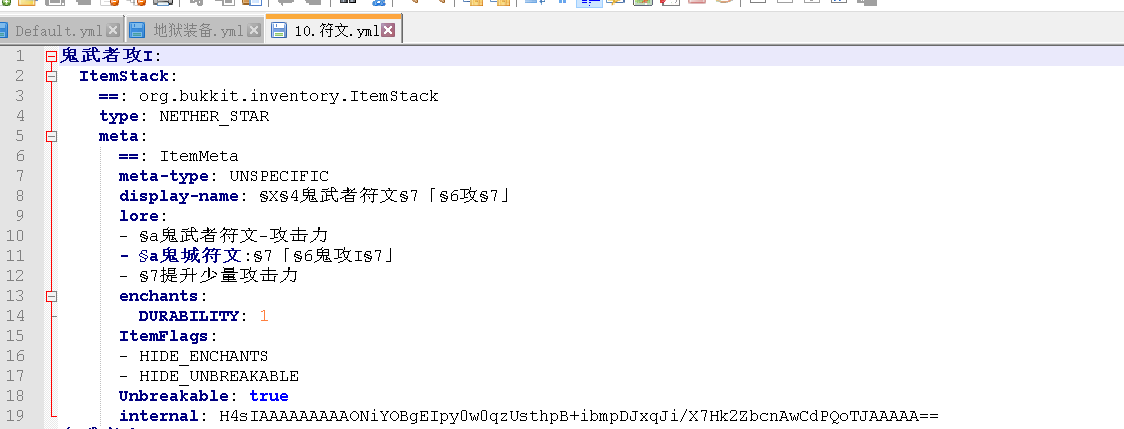 Default.yml 地狱装备.yml 10.符文.yml
1 鬼武者攻I:
2 ItemStack:
3 ==: org.bukkit.inventory.ItemStack
4 type: NETHER_STAR
5 meta:
6 ==: ItemMeta
7 meta-type: UNSPECIFIC
8 display-name: §X§4鬼武者符文§7「§6攻§7」
9 lore:
10 - §a鬼武者符文-攻击力
11 - §a鬼城符文:§7「§6鬼攻I§7」
12 - §7提升少量攻击力
13 enchants:
14 DURABILITY: 1
15 ItemFlags:
16 - HIDE_ENCHANTS
17 - HIDE_UNBREAKABLE
18 Unbreakable: true
19 internal: H4sIAAAAAAAAAONiYOBgEIpy0w0qzUsthpB+ibmpDJxqJi/X7Hk2ZbcnAwCdPQoTJAAAAA==